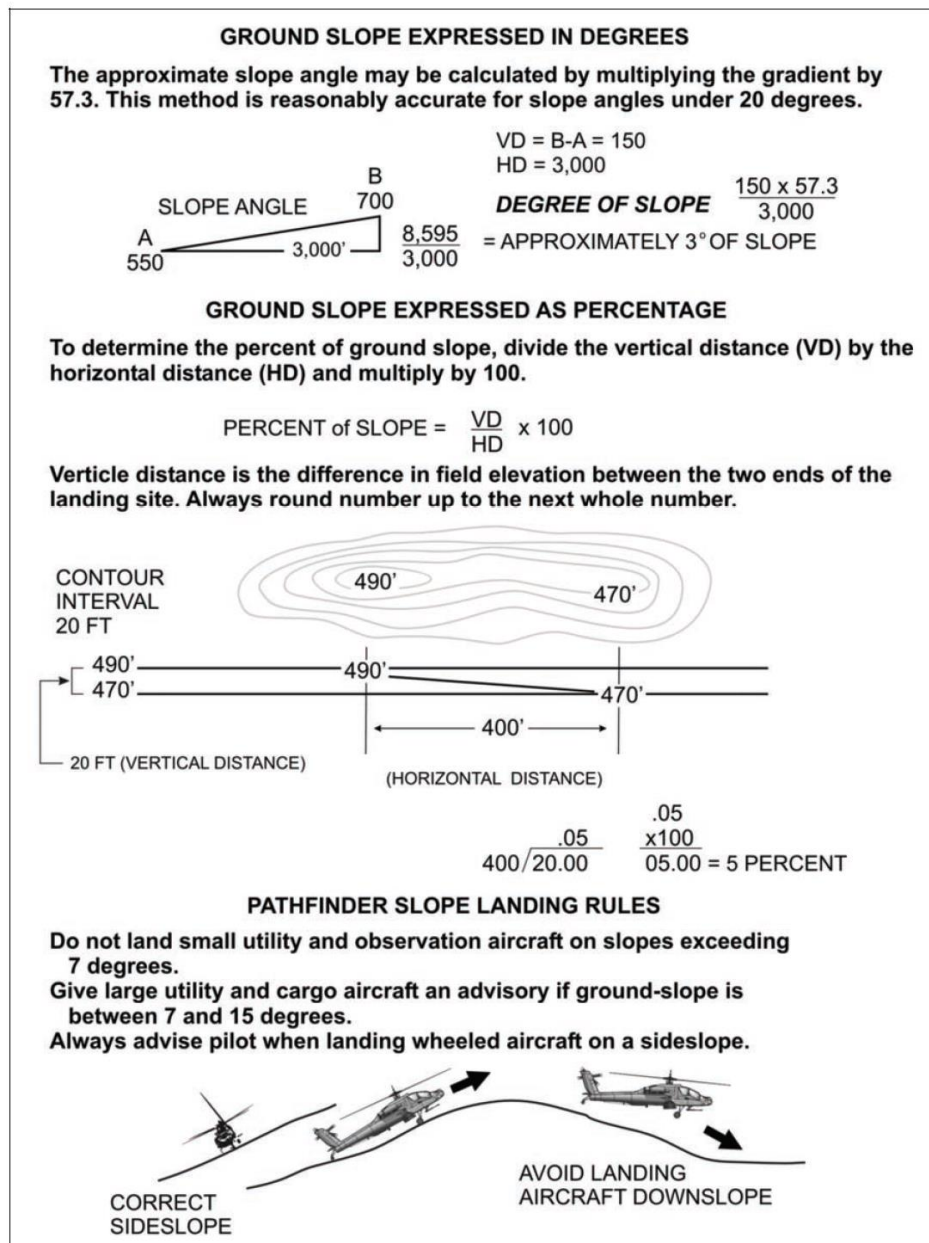 GROUND SLOPE EXPRESSED IN DEGREES
The approximate slope angle may be calculated by multiplying the gradient by
57.3. This method is reasonably accurate for slope angles under 20 degrees.
VD = B-A = 150
HD = 3,000
B
700
SLOPE ANGLE
A
550
3,000’
DEGREE OF SLOPE 150 x 57.3
3,000
8,595
3,000
= APPROXIMATELY 3° OF SLOPE
GROUND SLOPE EXPRESSED AS PERCENTAGE
To determine the percent of ground slope, divide the vertical distance (VD) by the
horizontal distance (HD) and multiply by 100.
PERCENT of SLOPE = VD x 100
HD
Verticle distance is the difference in field elevation between the two ends of the
landing site. Always round number up to the next whole number.
CONTOUR
INTERVAL
20 FT
490’
470’
490’
470’
490’
470’
400’
20 FT (VERTICAL DISTANCE)
(HORIZONTAL DISTANCE)
.05
400/20.00
.05
x100
05.00 = 5 PERCENT
PATHFINDER SLOPE LANDING RULES
Do not land small utility and observation aircraft on slopes exceeding
7 degrees.
Give large utility and cargo aircraft an advisory if ground-slope is
between 7 and 15 degrees.
Always advise pilot when landing wheeled aircraft on a sideslope.
CORRECT
SIDESLOPE
AVOID LANDING
AIRCRAFT DOWNSLOPE